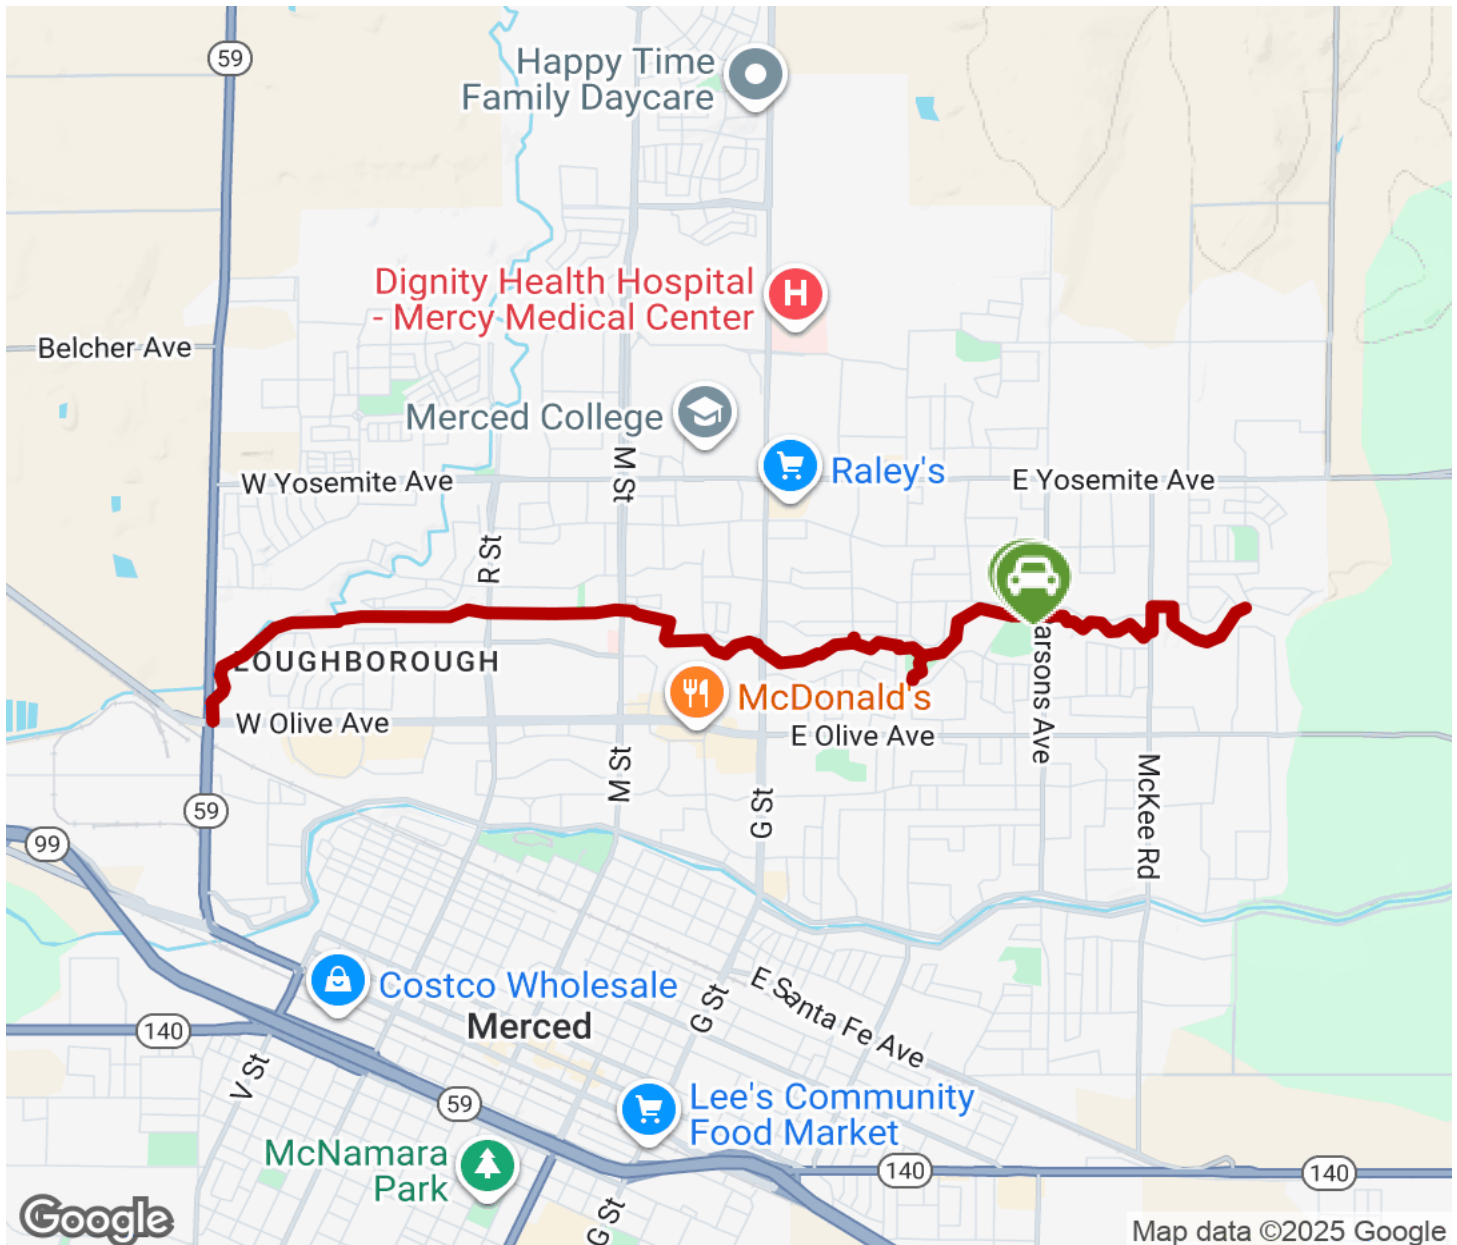 59
Happy Time
Family Daycare
Dignity Health Hospital
- Mercy Medical Center
H
Belcher Ave
Merced College
M St
Raley's
W Yosemite Ave
E Yosemite Ave
R St
arsons Ave
LOUGHBOROUGH
McDonald's
W Olive Ave
E Olive Ave
M St
G St
McKee Rd
59
99
E Santa Fe Ave
Costco Wholesale
Merced
G St
140
V St
59
Lee's Community
Food Market
McNamara
Park
140
140
G St
Google
Map data ©2025 Google